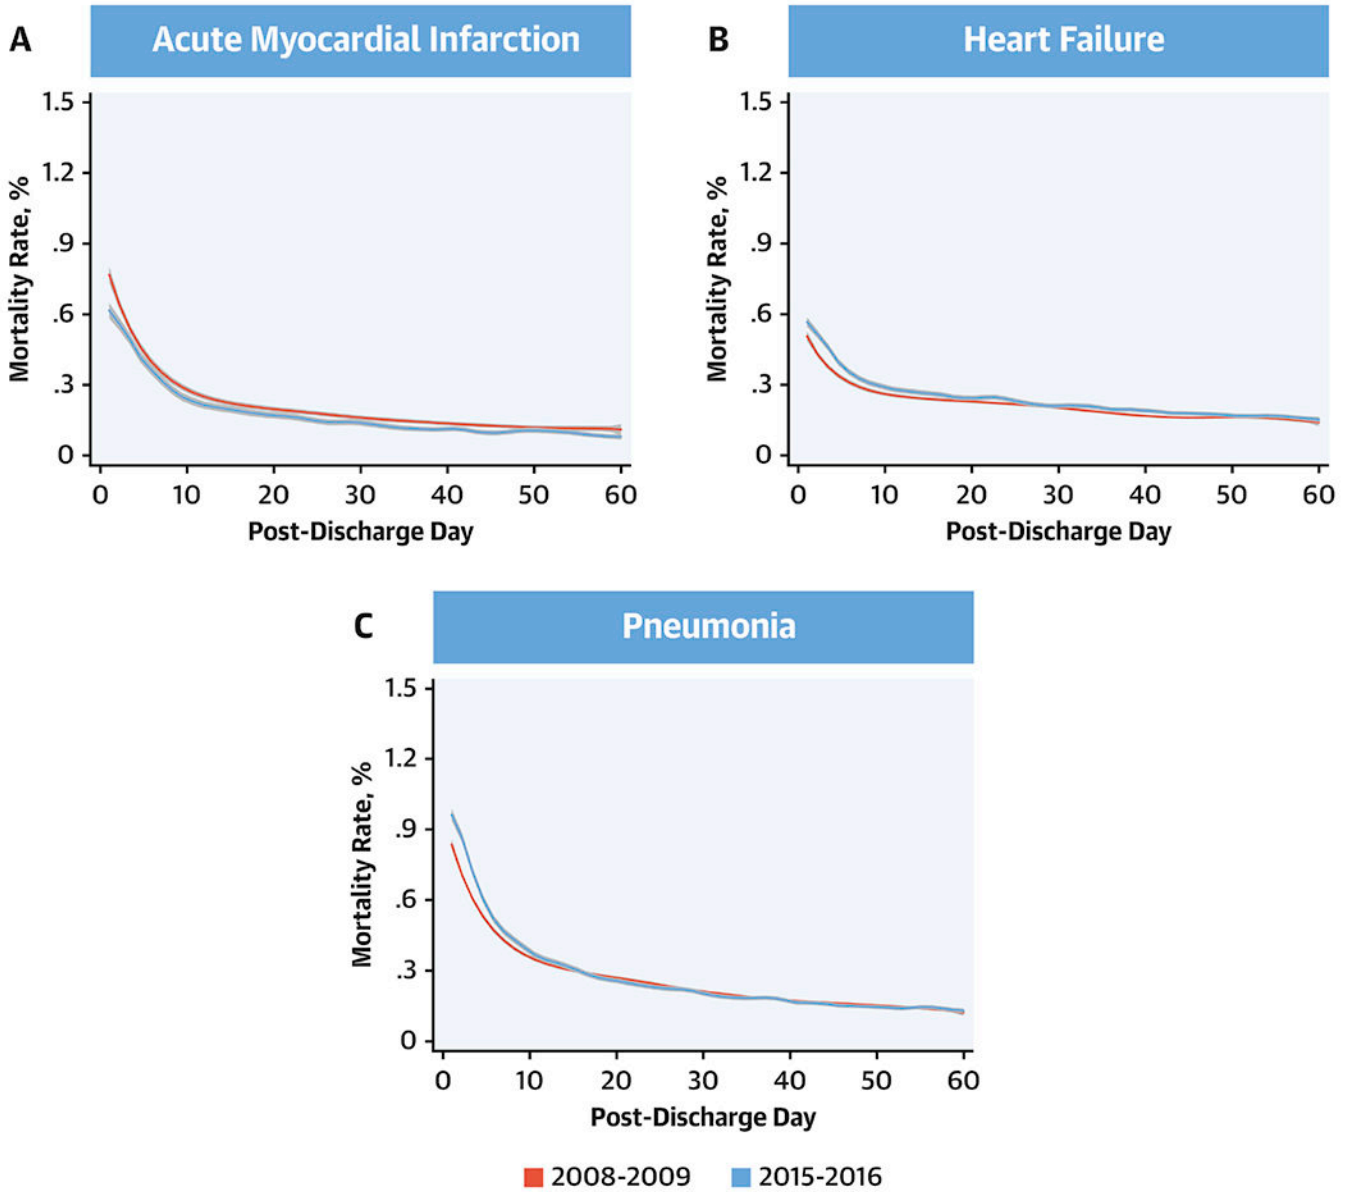 A
Acute Myocardial Infarction
Mortality Rate, %
1.5
1.2
.9
.6
.3
0
0 10 20 30 40 50 60
Post-Discharge Day
B
Heart Failure
Mortality Rate, %
1.5
1.2
.9
.6
.3
0
0 10 20 30 40 50 60
Post-Discharge Day
C
Pneumonia
Mortality Rate, %
1.5
1.2
.9
.6
.3
0
0 10 20 30 40 50 60
Post-Discharge Day
2008-2009 2015-2016